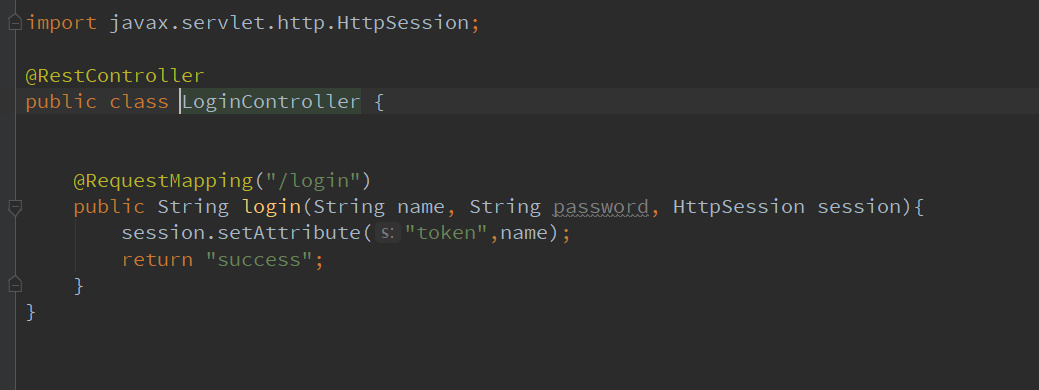 import javax.servlet.http.HttpSession;
@RestController
public class LoginController {
@RequestMapping("/login")
public String login(String name, String password, HttpSession session){
session.setAttribute( s: "token",name);
return "success";
}
}